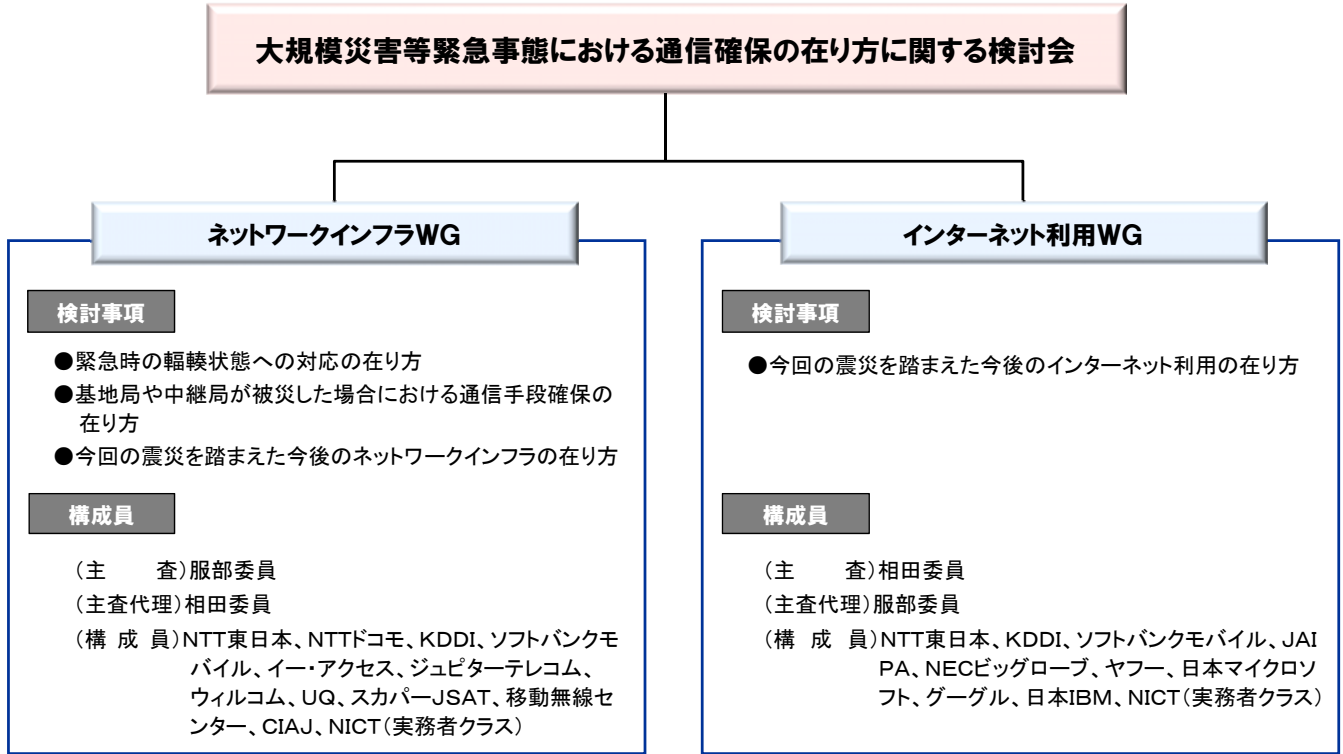 大規模災害等緊急事態における通信確保の在り方に関する検討会
ネットワークインフラWG
検討事項
●緊急時の輻輳状態への対応の在り方
●基地局や中継局が被災した場合における通信手段確保の
在り方
●今回の震災を踏まえた今後のネットワークインフラの在り方
構成員
(主　　査)服部委員
(主査代理)相田委員
(構 成 員)NTT東日本、NTTドコモ、KDDI、ソフトバンクモ
バイル、イー・アクセス、ジュピターテレコム、
ウィルコム、UQ、スカパーJSAT、移動無線セ
ンター、CIAJ、NICT(実務者クラス)
インターネット利用WG
検討事項
●今回の震災を踏まえた今後のインターネット利用の在り方
構成員
(主　　査)相田委員
(主査代理)服部委員
(構 成 員)NTT東日本、KDDI、ソフトバンクモバイル、JAI
PA、NECビッグローブ、ヤフー、日本マイクロソ
フト、グーグル、日本IBM、NICT(実務者クラス)